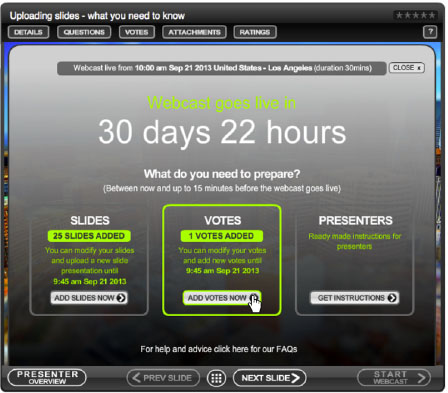 Uploading slides - what you need to know
DETAILS QUESTIONS VOTES ATTACHMENTS RATINGS ?
Webcast live from 10:00 am Sep 21 2013 United States - Los Angeles (duration 30mins) CLOSE x
Webcast goes live in
30 days 22 hours
What do you need to prepare?
(Between now and up to 15 minutes before the webcast goes live)
SLIDES
25 SLIDES ADDED
You can modify your slides
and upload a new slide
presentation until
9:45 am Sep 21 2013
ADD SLIDES NOW
VOTES
1 VOTES ADDED
You can modify your votes
and add new votes until
9:45 am Sep 21 2013
ADD VOTES NOW
PRESENTERS
Ready made instructions for
presenters
GET INSTRUCTIONS
For help and advice click here for our FAQs
PRESENTER
OVERVIEW
PREV SLIDE
NEXT SLIDE
START
WEBCAST